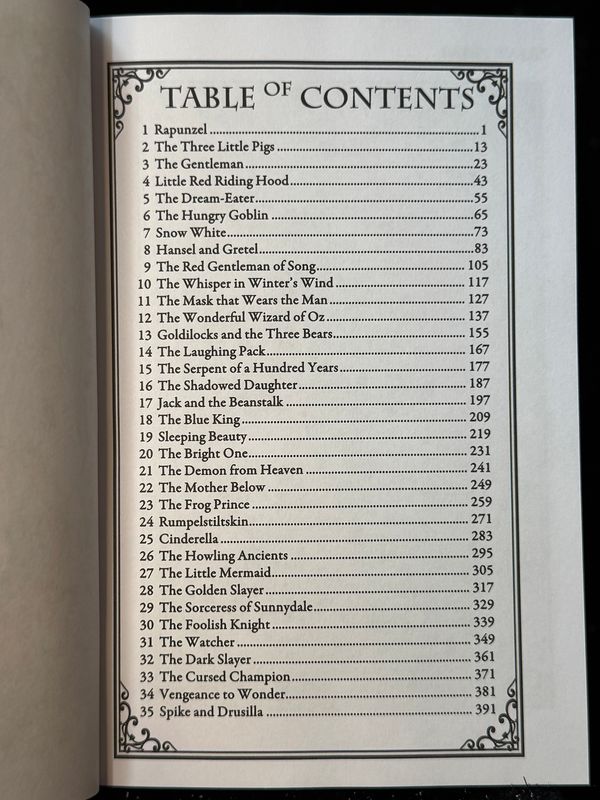 TABLE OF CONTENTS
1 Rapunzel ........ 1
2 The Three Little Pigs ........ 13
3 The Gentleman ........ 23
4 Little Red Riding Hood ........ 43
5 The Dream-Eater ........ 55
6 The Hungry Goblin ........ 65
7 Snow White ........ 73
8 Hansel and Gretel ........ 83
9 The Red Gentleman of Song ........ 105
10 The Whisper in Winter's Wind ........ 117
11 The Mask that Wears the Man ........ 127
12 The Wonderful Wizard of Oz ........ 137
13 Goldilocks and the Three Bears ........ 155
14 The Laughing Pack ........ 167
15 The Serpent of a Hundred Years ........ 177
16 The Shadowed Daughter ........ 187
17 Jack and the Beanstalk ........ 197
18 The Blue King ........ 209
19 Sleeping Beauty ........ 219
20 The Bright One ........ 231
21 The Demon from Heaven ........ 241
22 The Mother Below ........ 249
23 The Frog Prince ........ 259
24 Rumpelstiltskin ........ 271
25 Cinderella ........ 283
26 The Howling Ancients ........ 295
27 The Little Mermaid ........ 305
28 The Golden Slayer ........ 317
29 The Sorceress of Sunnydale ........ 329
30 The Foolish Knight ........ 339
31 The Watcher ........ 349
32 The Dark Slayer ........ 361
33 The Cursed Champion ........ 371
34 Vengeance to Wonder ........ 381
35 Spike and Drusilla ........ 391